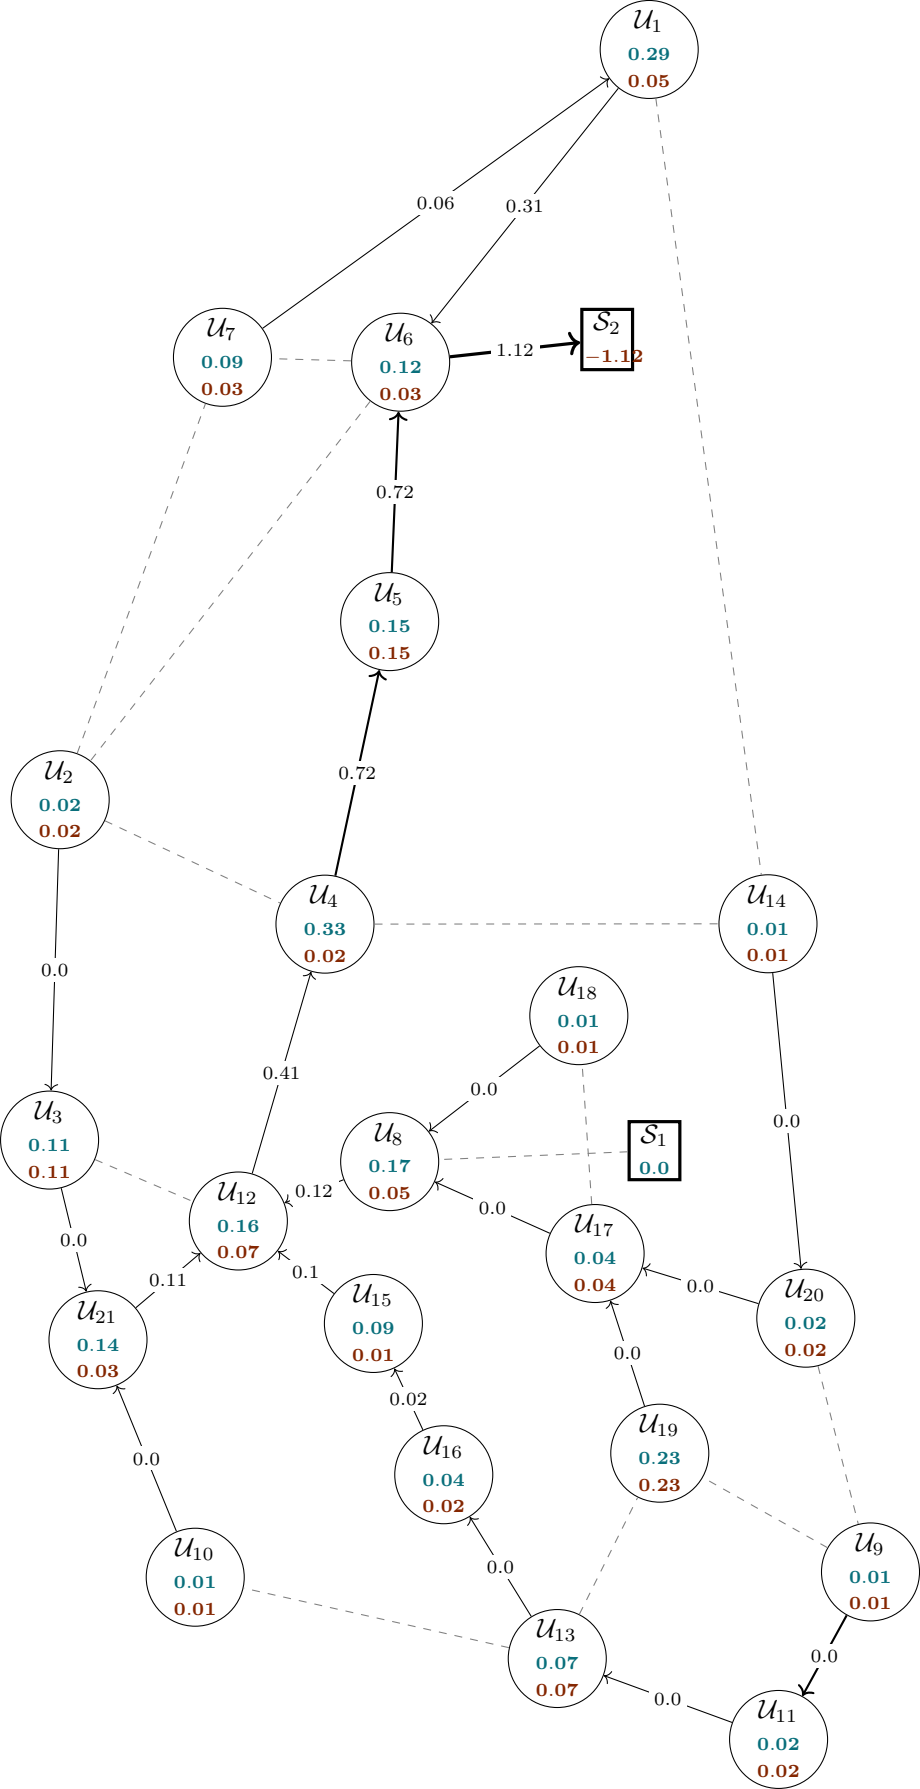 𝒰₁
0.29
0.05
0.06
0.31
𝒰₇
0.09
0.03
𝒰₆
0.12
0.03
1.12
𝒮₂
−1.12
0.72
𝒰₅
0.15
0.15
0.72
𝒰₂
0.02
0.02
𝒰₄
0.33
0.02
𝒰₁₄
0.01
0.01
0.0
𝒰₁₈
0.01
0.01
0.41
0.0
0.0
𝒰₃
0.11
0.11
𝒰₈
0.17
0.05
𝒮₁
0.0
𝒰₁₂
0.16
0.07
0.12
0.0
𝒰₁₇
0.04
0.04
0.0
0.11
0.1
0.0
𝒰₂₀
0.02
0.02
𝒰₂₁
0.14
0.03
𝒰₁₅
0.09
0.01
0.0
0.02
𝒰₁₉
0.23
0.23
0.0
𝒰₁₆
0.04
0.02
𝒰₁₀
0.01
0.01
0.0
𝒰₉
0.01
0.01
𝒰₁₃
0.07
0.07
0.0
0.0
𝒰₁₁
0.02
0.02